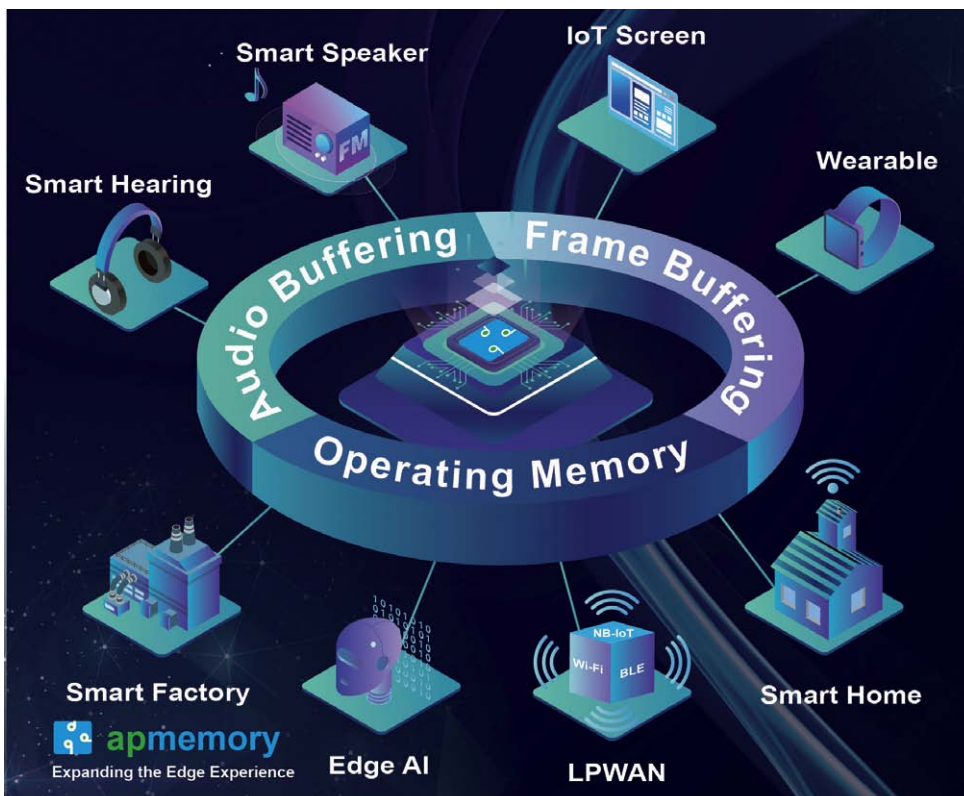 Smart Speaker
IoT Screen
Smart Hearing
Wearable
FM
Audio Buffering
Frame Buffering
Operating Memory
Smart Factory
Edge AI
NB-IoT
Wi-Fi
BLE
LPWAN
Smart Home
apmemory
Expanding the Edge Experience